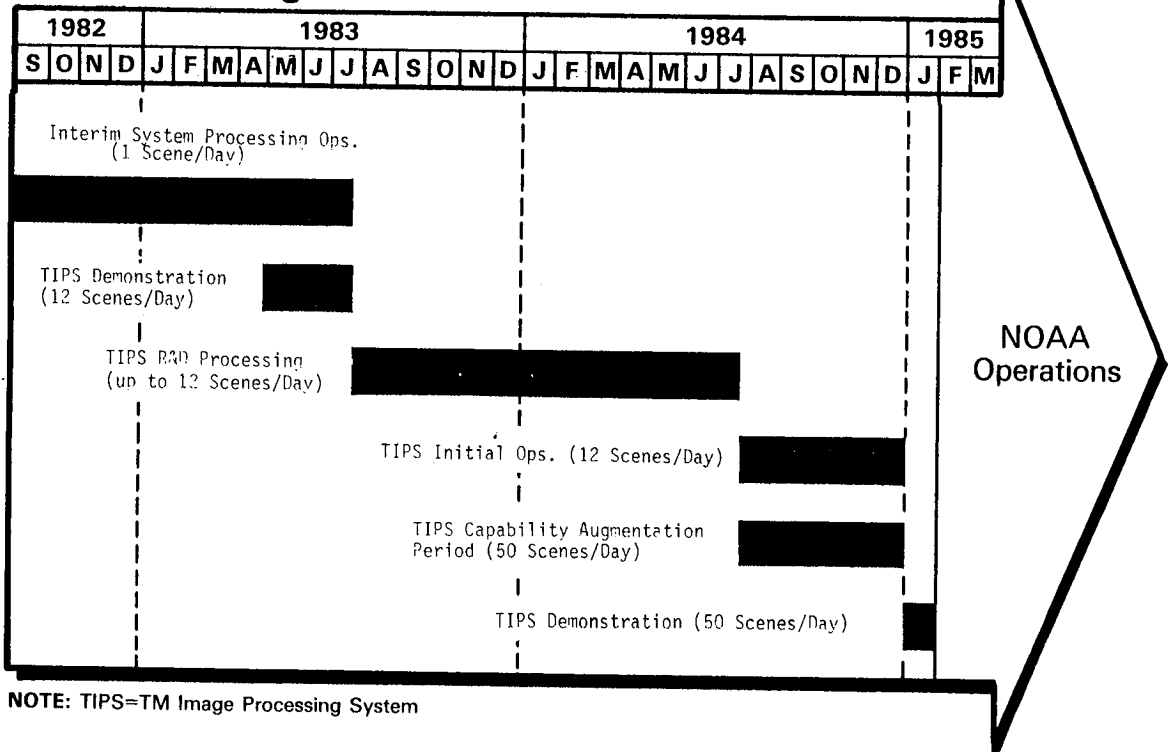 1982 1983 1984 1985
S O N D J F M A M J J A S O N D J F M A M J J A S O N D J F M
Interim System Processing Ops.
(1 Scene/Day)
TIPS Demonstration
(12 Scenes/Day)
TIPS R&D Processing
(up to 12 Scenes/Day)
NOAA
Operations
TIPS Initial Ops. (12 Scenes/Day)
TIPS Capability Augmentation
Period (50 Scenes/Day)
TIPS Demonstration (50 Scenes/Day)
NOTE: TIPS=TM Image Processing System